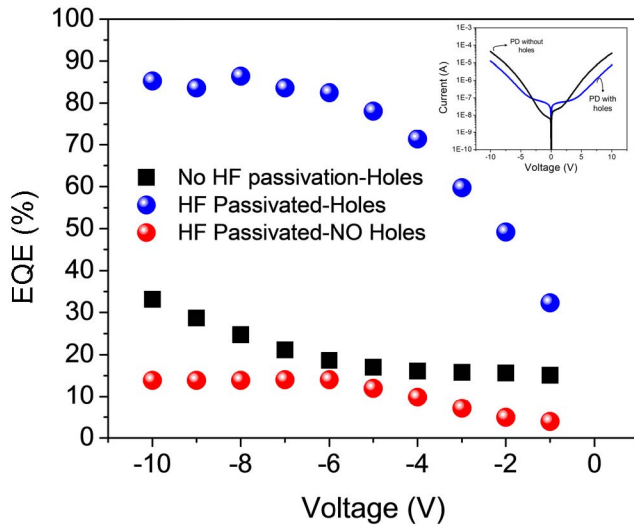 EQE (%)
100
90
80
70
60
50
40
30
20
10
0
-10
-8
-6
-4
-2
0
Voltage (V)
No HF passivation-Holes
HF Passivated-Holes
HF Passivated-NO Holes
Current (A)
1E-3
1E-4
1E-5
1E-6
1E-7
1E-8
1E-9
1E-10
-10
-5
0
5
10
Voltage (V)
PD without
holes
PD with
holes